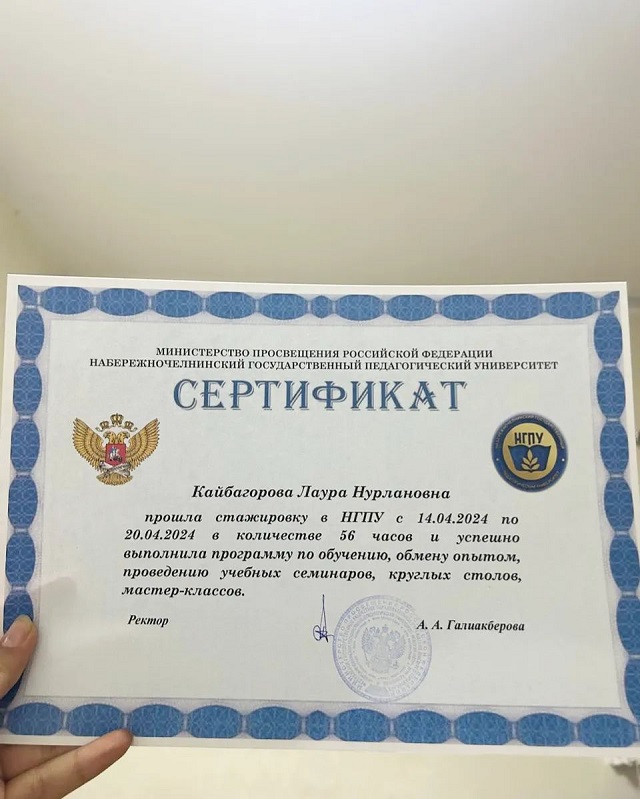 МИНИСТЕРСТВО ПРОСВЕЩЕНИЯ РОССИЙСКОЙ ФЕДЕРАЦИИ
НАБЕРЕЖНОЧЕЛНИНСКИЙ ГОСУДАРСТВЕННЫЙ ПЕДАГОГИЧЕСКИЙ УНИВЕРСИТЕТ
СЕРТИФИКАТ
НГПУ
Кайбагорова Лаура Нурлановна
прошла стажировку в НГПУ с 14.04.2024 по
20.04.2024 в количестве 56 часов и успешно
выполнила программу по обучению, обмену опытом,
проведению учебных семинаров, круглых столов,
мастер-классов.
Ректор
А. А. Галиакберова